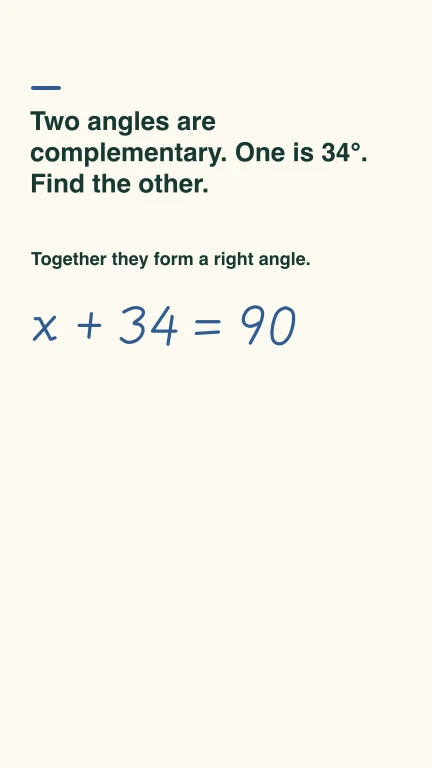 Two angles are
complementary. One is 34°.
Find the other.
Together they form a right angle.
x + 34 = 90